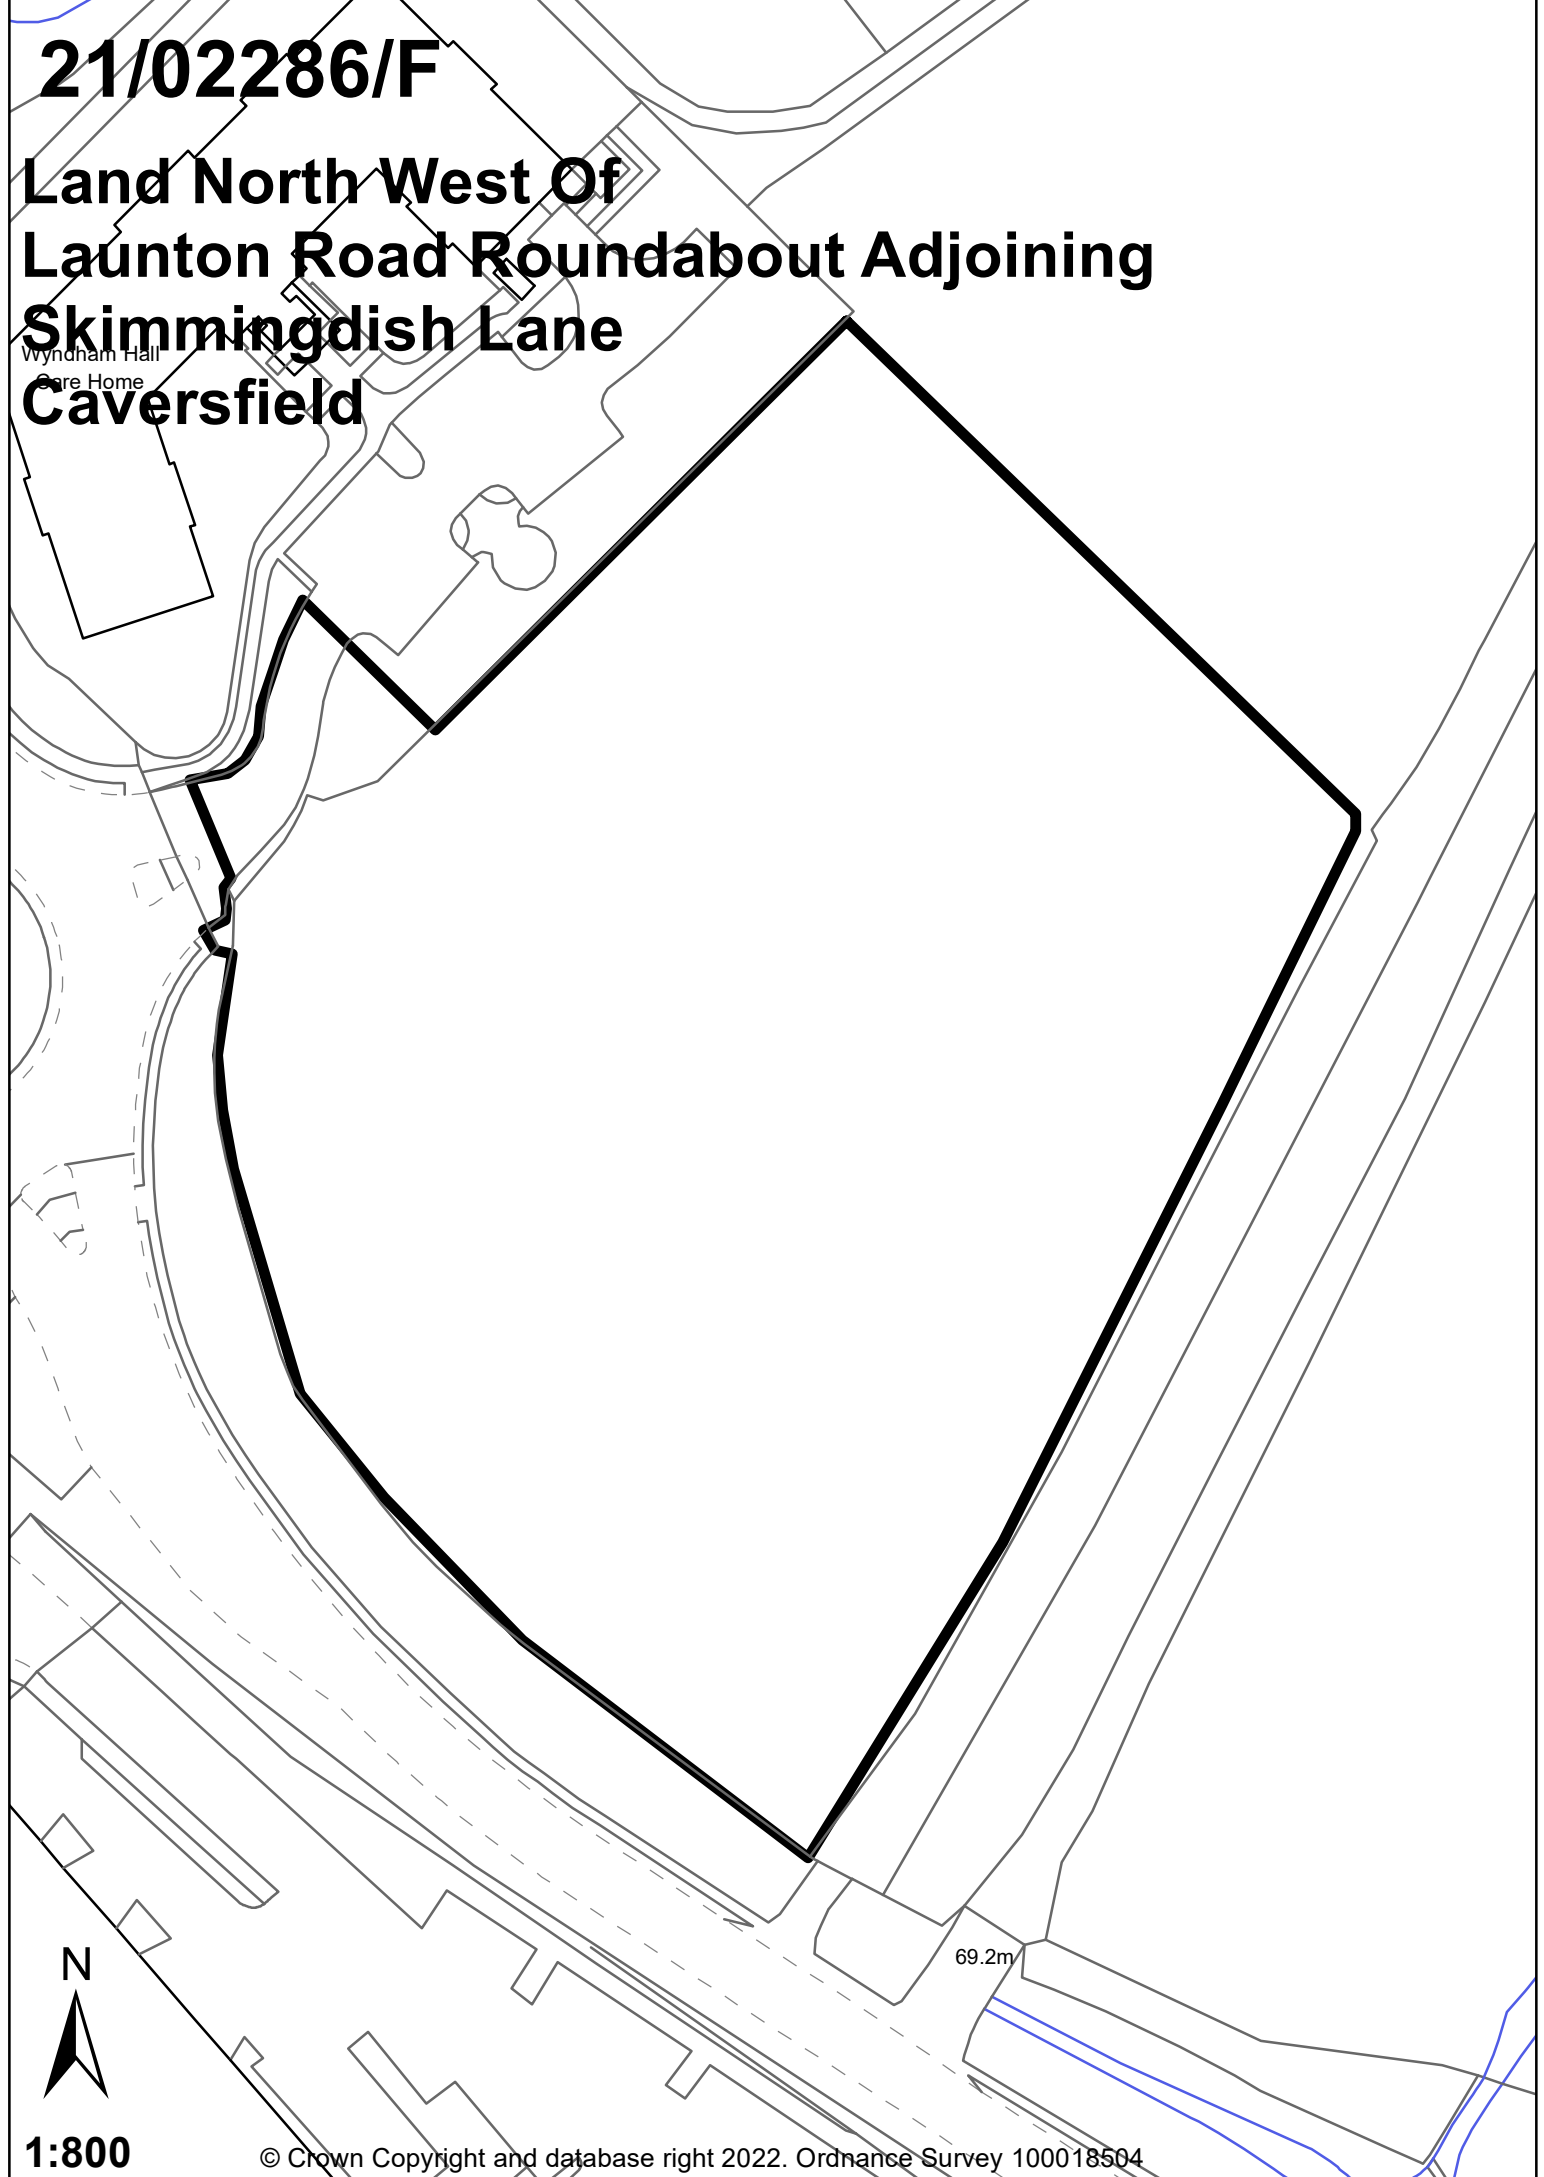 21/02286/F
Land North West Of
Launton Road Roundabout Adjoining
Skimmingdish Lane
Caversfield
Wyndham Hall
Care Home
69.2m
N
1:800
© Crown Copyright and database right 2022. Ordnance Survey 100018504